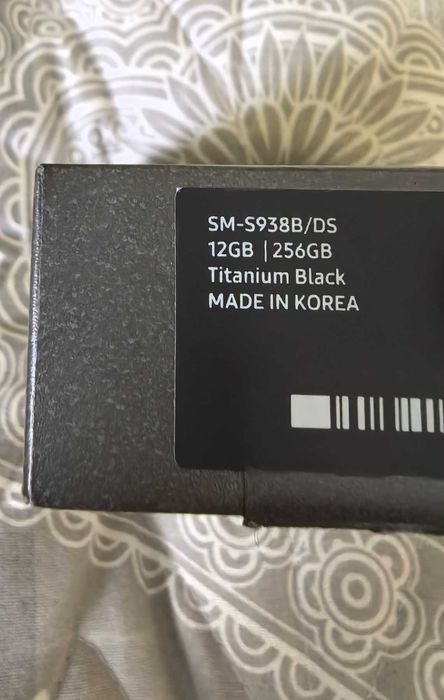 SM-S938B/DS
12GB | 256GB
Titanium Black
MADE IN KOREA